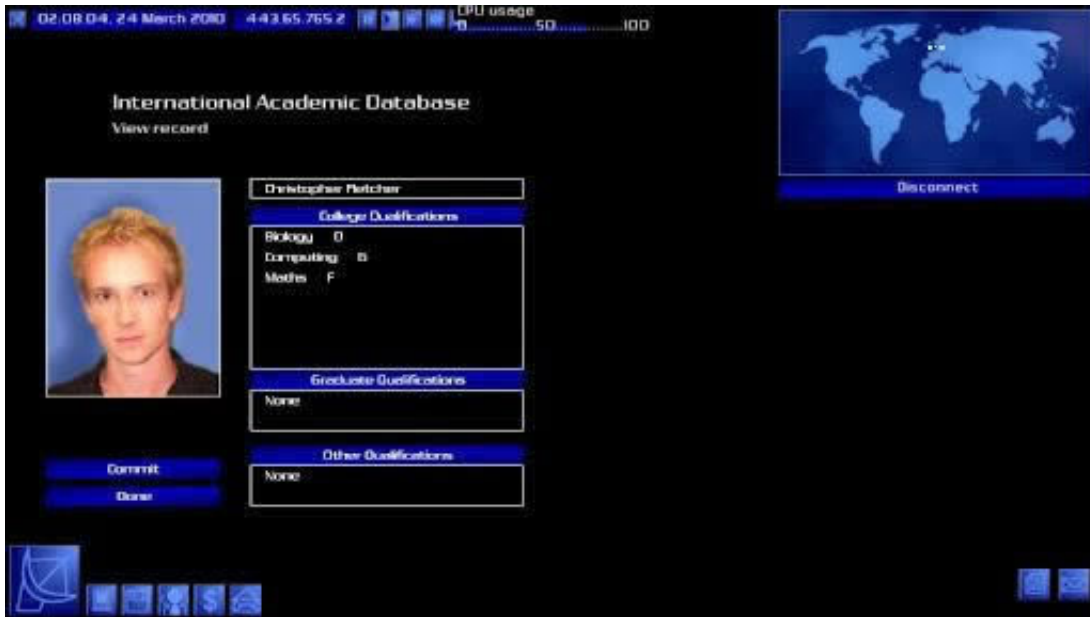 02.08.04, 24 March 2010 443.65.765.2
CPU usage
0 50 100
International Academic Database
View record
Disconnect
Christopher Fletcher
College Qualifications
Biology D
Computing
Maths F
Graduate Qualifications
None
Other Qualifications
None
Commit
Done
$